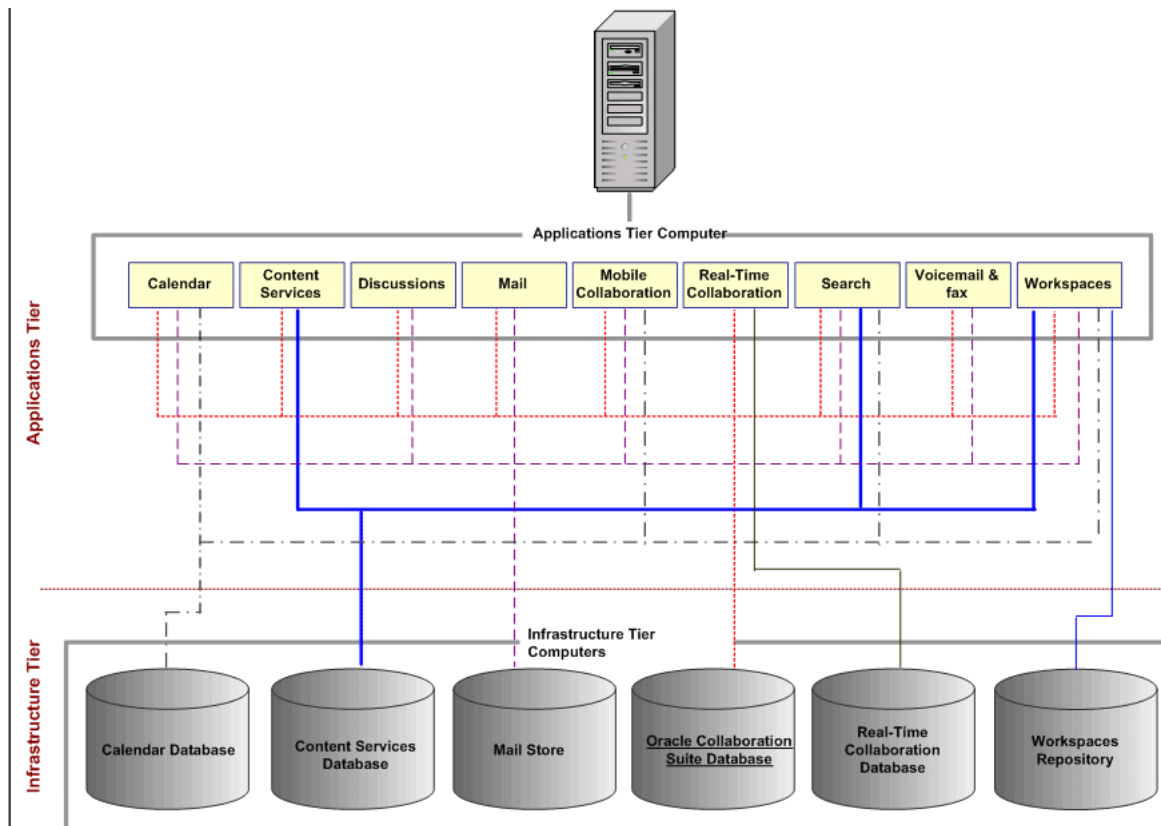 Applications Tier Computer
Calendar
Content
Services
Discussions
Mail
Mobile
Collaboration
Real-Time
Collaboration
Search
Voicemail &
fax
Workspaces
Applications Tier
Infrastructure Tier
Infrastructure Tier
Computers
Calendar Database
Content Services
Database
Mail Store
Oracle Collaboration
Suite Database
Real-Time
Collaboration
Database
Workspaces
Repository